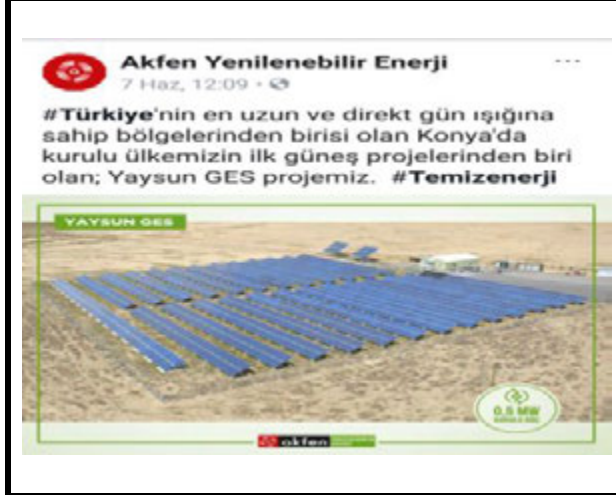 Akfen Yenilenebilir Enerji
7 Haz, 12:09 ·
#Türkiye'nin en uzun ve direkt gün ışığına
sahip bölgelerinden birisi olan Konya'da
kurulu ülkemizin ilk güneş projelerinden biri
olan; Yaysun GES projemiz. #Temizenerji
YAYSUN GES
0,5 MW
akfen